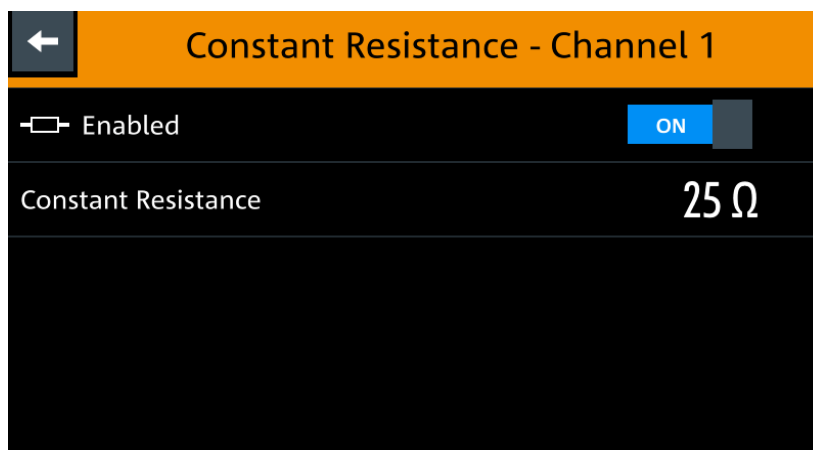 Constant Resistance - Channel 1
Enabled
ON
Constant Resistance
25 Ω